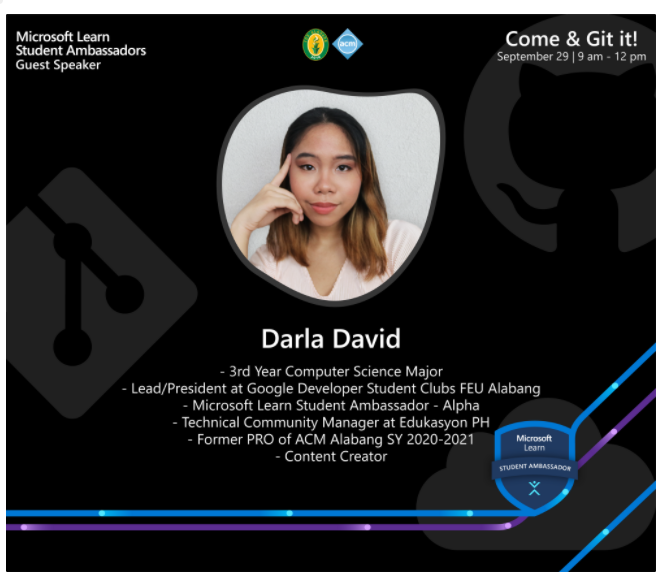 Microsoft Learn
Student Ambassadors
Guest Speaker
acm
Come & Git it!
September 29 | 9 am - 12 pm
Darla David
- 3rd Year Computer Science Major
- Lead/President at Google Developer Student Clubs FEU Alabang
- Microsoft Learn Student Ambassador - Alpha
- Technical Community Manager at Edukasyon PH
- Former PRO of ACM Alabang SY 2020-2021
- Content Creator
Microsoft
Learn
STUDENT AMBASSADOR